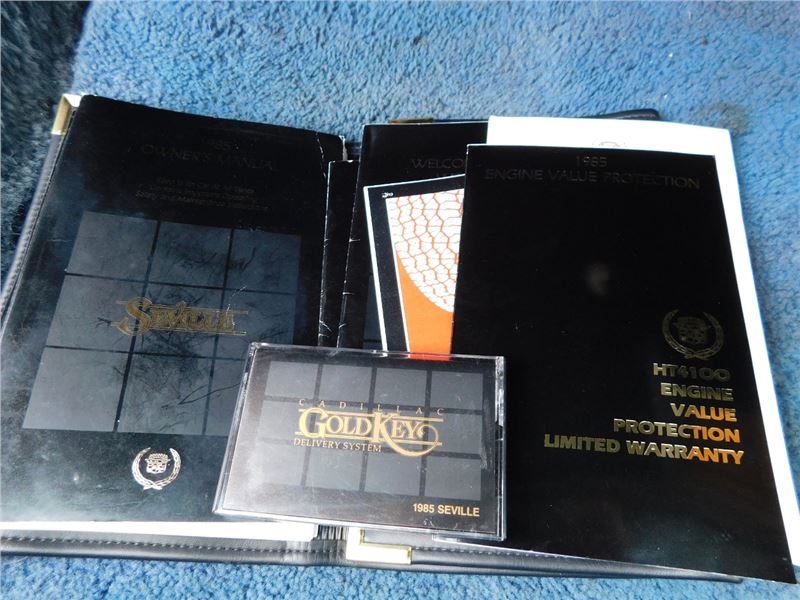 1985
OWNER'S MANUAL
SEVILLE
WELCO
1985
ENGINE VALUE PROTECTION
HT4100
ENGINE
VALUE
PROTECTION
LIMITED WARRANTY
CADILLAC
GOLD KEY
DELIVERY SYSTEM
1985 SEVILLE